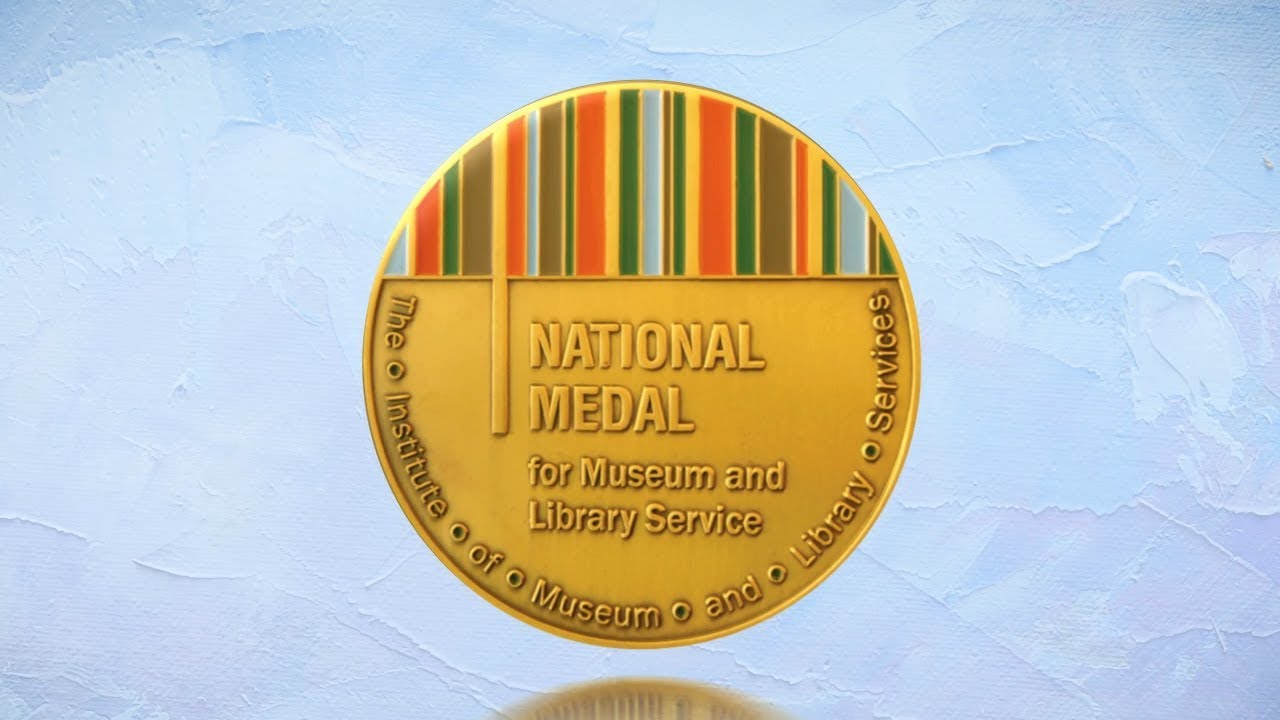 NATIONAL
MEDAL
for Museum and
Library Service
The • Institute • of • Museum • and • Library • Services